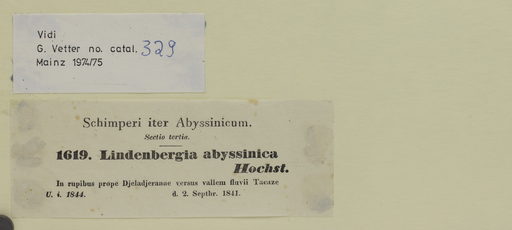 Vidi
G. Vetter no. catal. 329
Mainz 1974/75
Schimperi iter Abyssinicum.
Sectio tertia.
1619. Lindenbergia abyssinica
Hochst.
In rupibus prope Djeladjeranne versus vallem fluvii Tacaze
U. i. 1844. d. 2. Septbr. 1841.